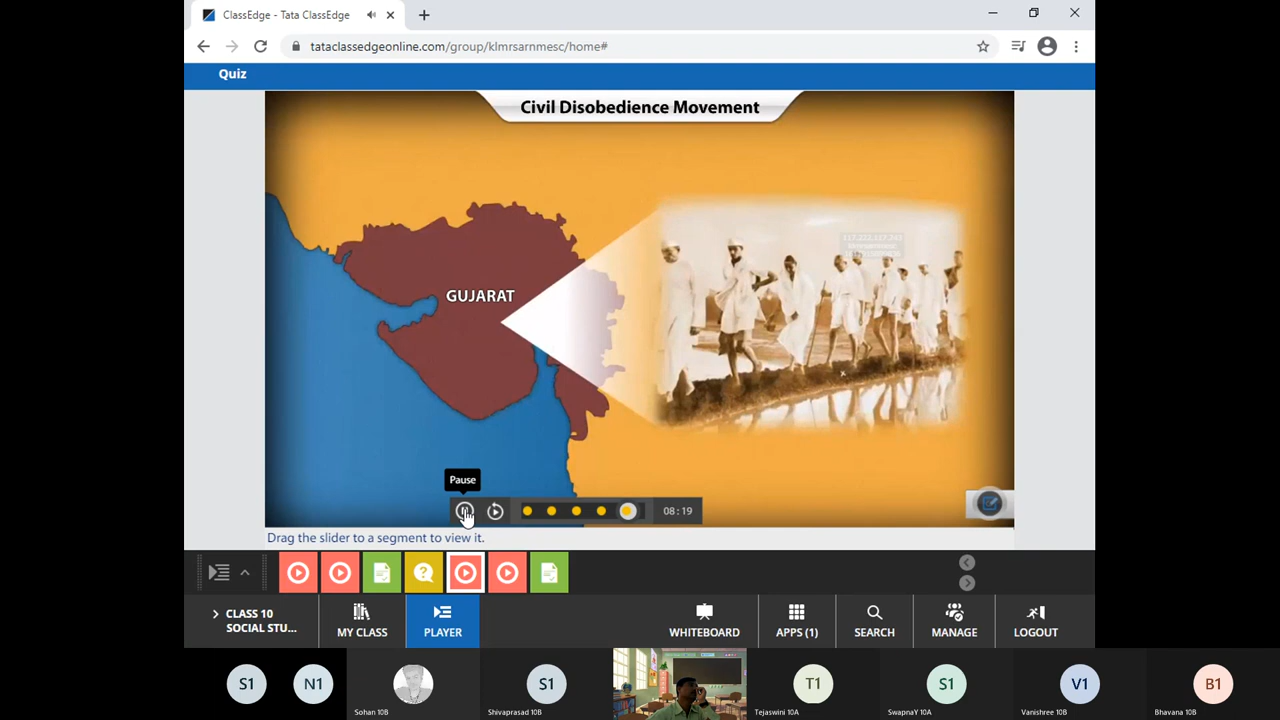 ClassEdge - Tata ClassEdge
tataclassedgeonline.com/group/klmrsarnmesc/home#
Quiz
Civil Disobedience Movement
GUJARAT
Pause
08:19
Drag the slider to a segment to view it.
CLASS 10
SOCIAL STU...
MY CLASS
PLAYER
WHITEBOARD
APPS (1)
SEARCH
MANAGE
LOGOUT
S1
N1
Sohan 10B
S1
Shivaprasad 10B
T1
Tejaswini 10A
S1
SwapnaY 10A
V1
Vanishree 10B
B1
Bhavana 10B